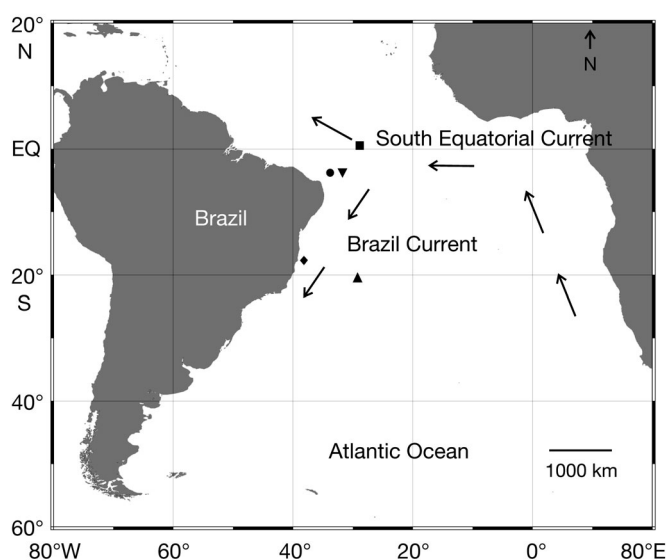 20°
N
N
EQ
South Equatorial Current
Brazil
Brazil Current
20°
S
40°
Atlantic Ocean
1000 km
60°
80°W 60° 40° 20° 0° 80°E